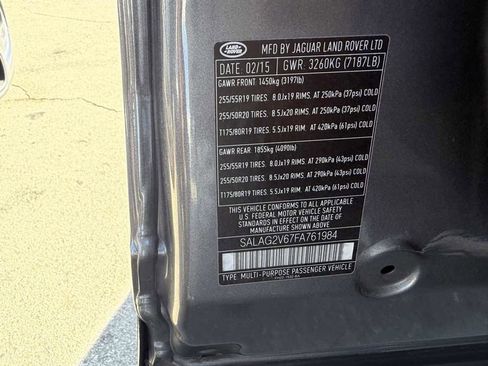 LAND ROVER
MFD BY JAGUAR LAND ROVER LTD
DATE: 02/15 GWR: 3260KG (7187LB)
GAWR FRONT 1450kg (3197lb)
255/55R19 TIRES. 8.0Jx19 RIMS. AT 250kPa (37psi) COLD
255/50R20 TIRES. 8.5Jx20 RIMS. AT 250kPa (37psi) COLD
T175/80R19 TIRES. 5.5Jx19 RIM. AT 420kPa (61psi) COLD
GAWR REAR 1855kg (4090lb)
255/55R19 TIRES. 8.0Jx19 RIMS. AT 290kPa (43psi) COLD
255/50R20 TIRES. 8.5Jx20 RIMS. AT 290kPa (43psi) COLD
T175/80R19 TIRES. 5.5Jx19 RIM. AT 420kPa (61psi) COLD
THIS VEHICLE CONFORMS TO ALL APPLICABLE
U.S. FEDERAL MOTOR VEHICLE SAFETY
STANDARDS IN EFFECT ON THE DATE OF
MANUFACTURE SHOWN ABOVE
SALAG2V67FA761984
TYPE: MULTI-PURPOSE PASSENGER VEHICLE